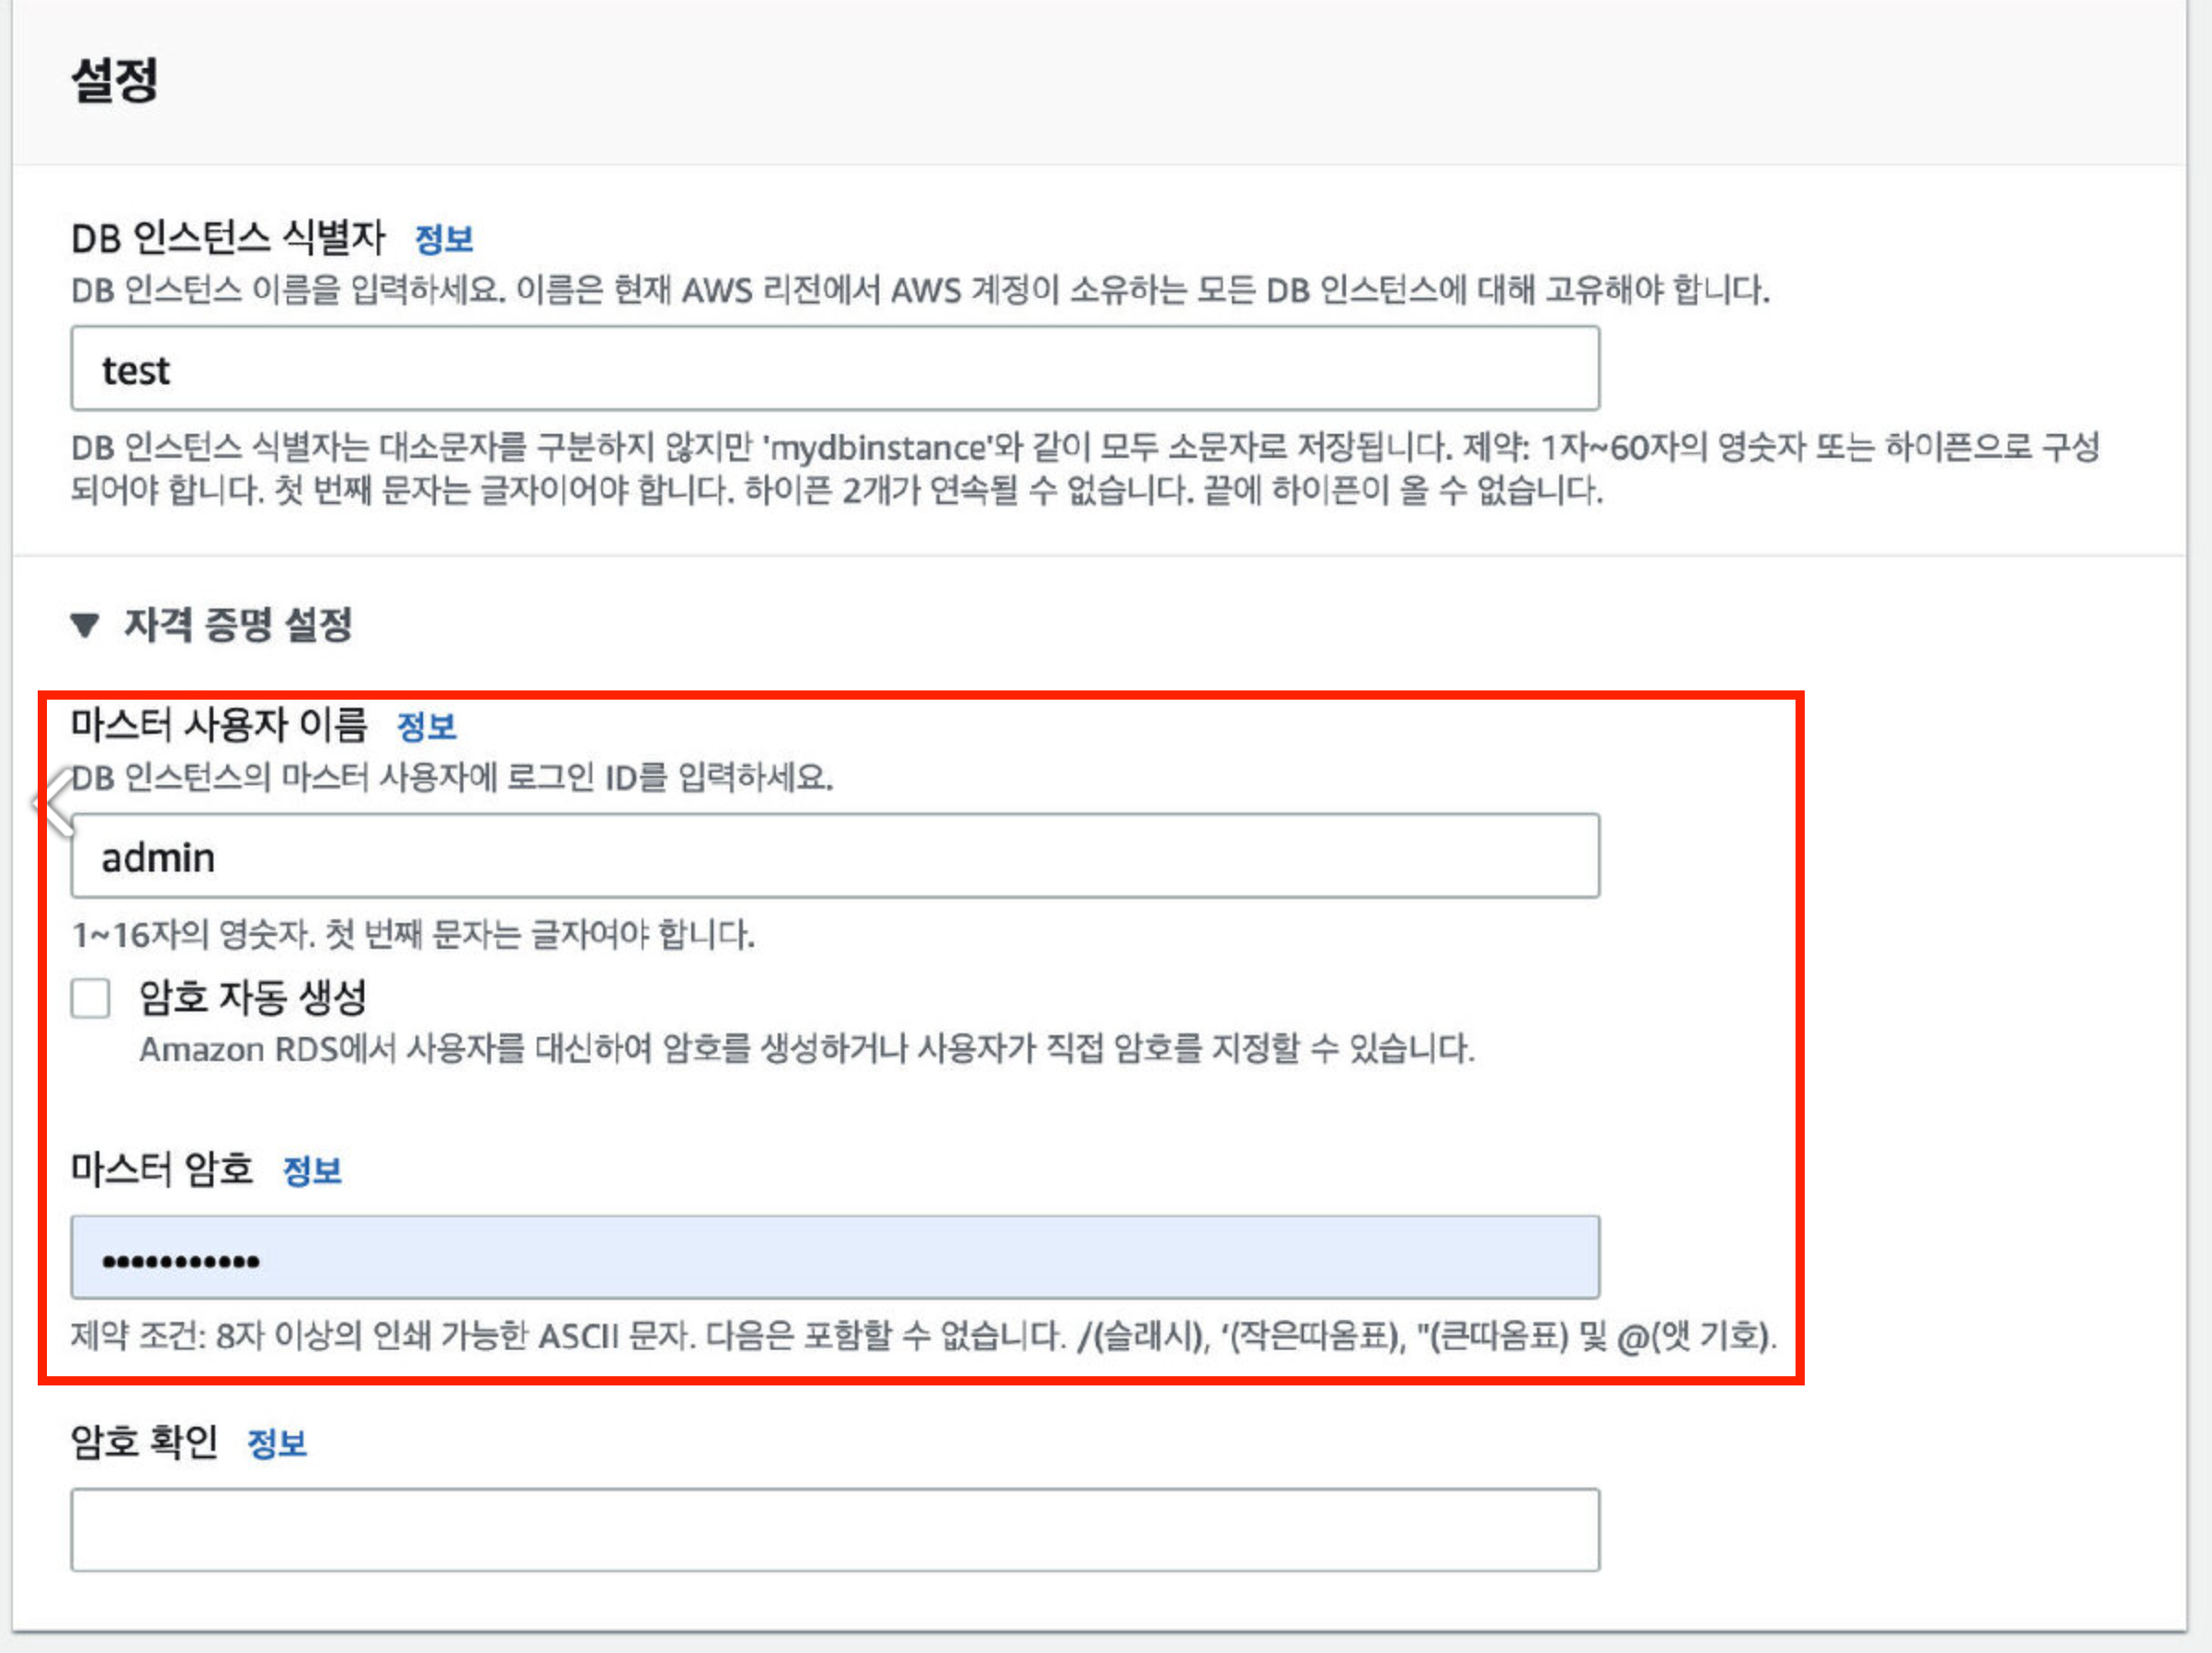 설정
DB 인스턴스 식별자 정보
DB 인스턴스 이름을 입력하세요. 이름은 현재 AWS 리전에서 AWS 계정이 소유하는 모든 DB 인스턴스에 대해 고유해야 합니다.
test
DB 인스턴스 식별자는 대소문자를 구분하지 않지만 'mydbinstance'와 같이 모두 소문자로 저장됩니다. 제약: 1자~60자의 영숫자 또는 하이픈으로 구성
되어야 합니다. 첫 번째 문자는 글자이어야 합니다. 하이픈 2개가 연속될 수 없습니다. 끝에 하이픈이 올 수 없습니다.
▼ 자격 증명 설정
마스터 사용자 이름 정보
DB 인스턴스의 마스터 사용자에 로그인 ID를 입력하세요.
admin
1~16자의 영숫자. 첫 번째 문자는 글자여야 합니다.
암호 자동 생성
Amazon RDS에서 사용자를 대신하여 암호를 생성하거나 사용자가 직접 암호를 지정할 수 있습니다.
마스터 암호 정보
•••••••••••
제약 조건: 8자 이상의 인쇄 가능한 ASCII 문자. 다음은 포함할 수 없습니다. /(슬래시), ‘(작은따옴표), "(큰따옴표) 및 @(앳 기호).
암호 확인 정보